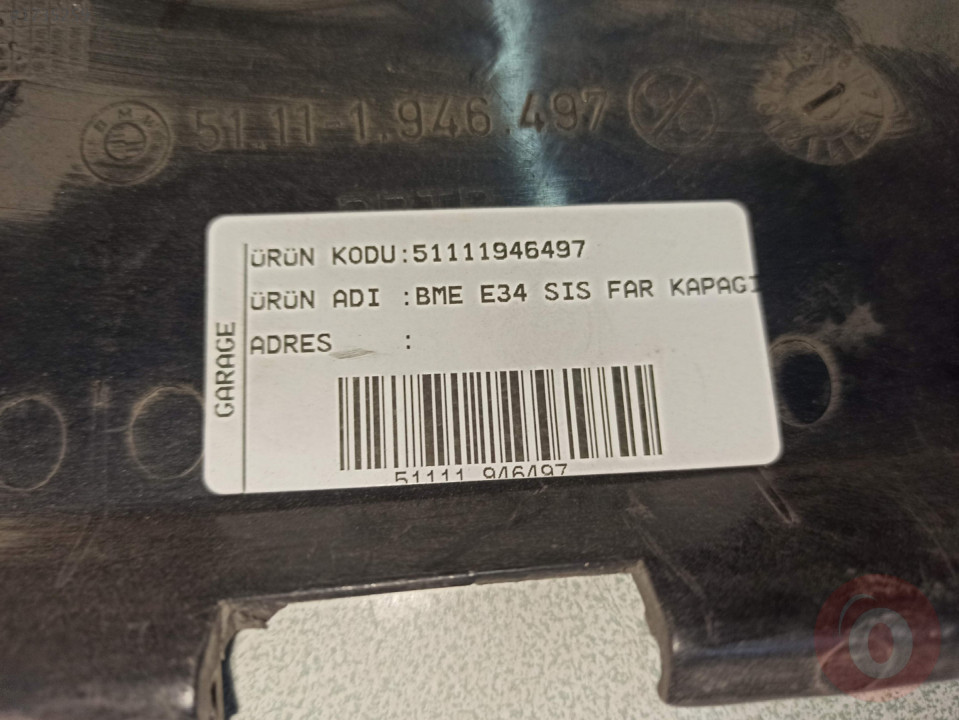 BMW
51.11-1.946.497
ÜRÜN KODU:51111946497
ÜRÜN ADI :BME E34 SIS FAR KAPAGI
ADRES :
GARAGE
51111 946497